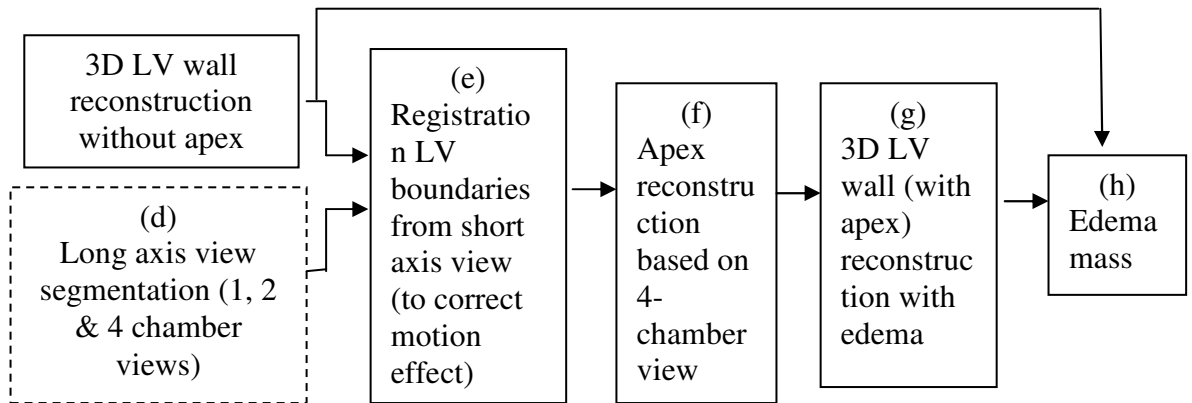 3D LV wall
reconstruction
without apex
(d)
Long axis view
segmentation (1, 2
& 4 chamber
views)
(e)
Registratio
n LV
boundaries
from short
axis view
(to correct
motion
effect)
(f)
Apex
reconstru
ction
based on
4-
chamber
view
(g)
3D LV
wall (with
apex)
reconstruc
tion with
edema
(h)
Edema
mass